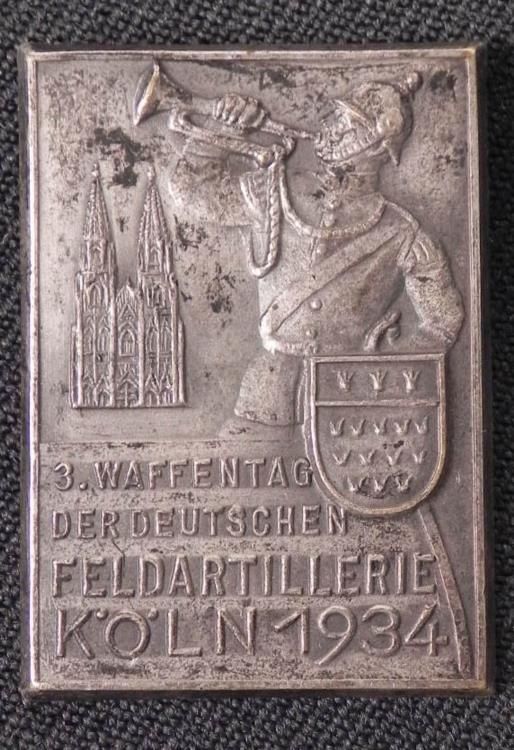 3. WAFFENTAG
DER DEUTSCHEN
FELDARTILLERIE
KÖLN 1934